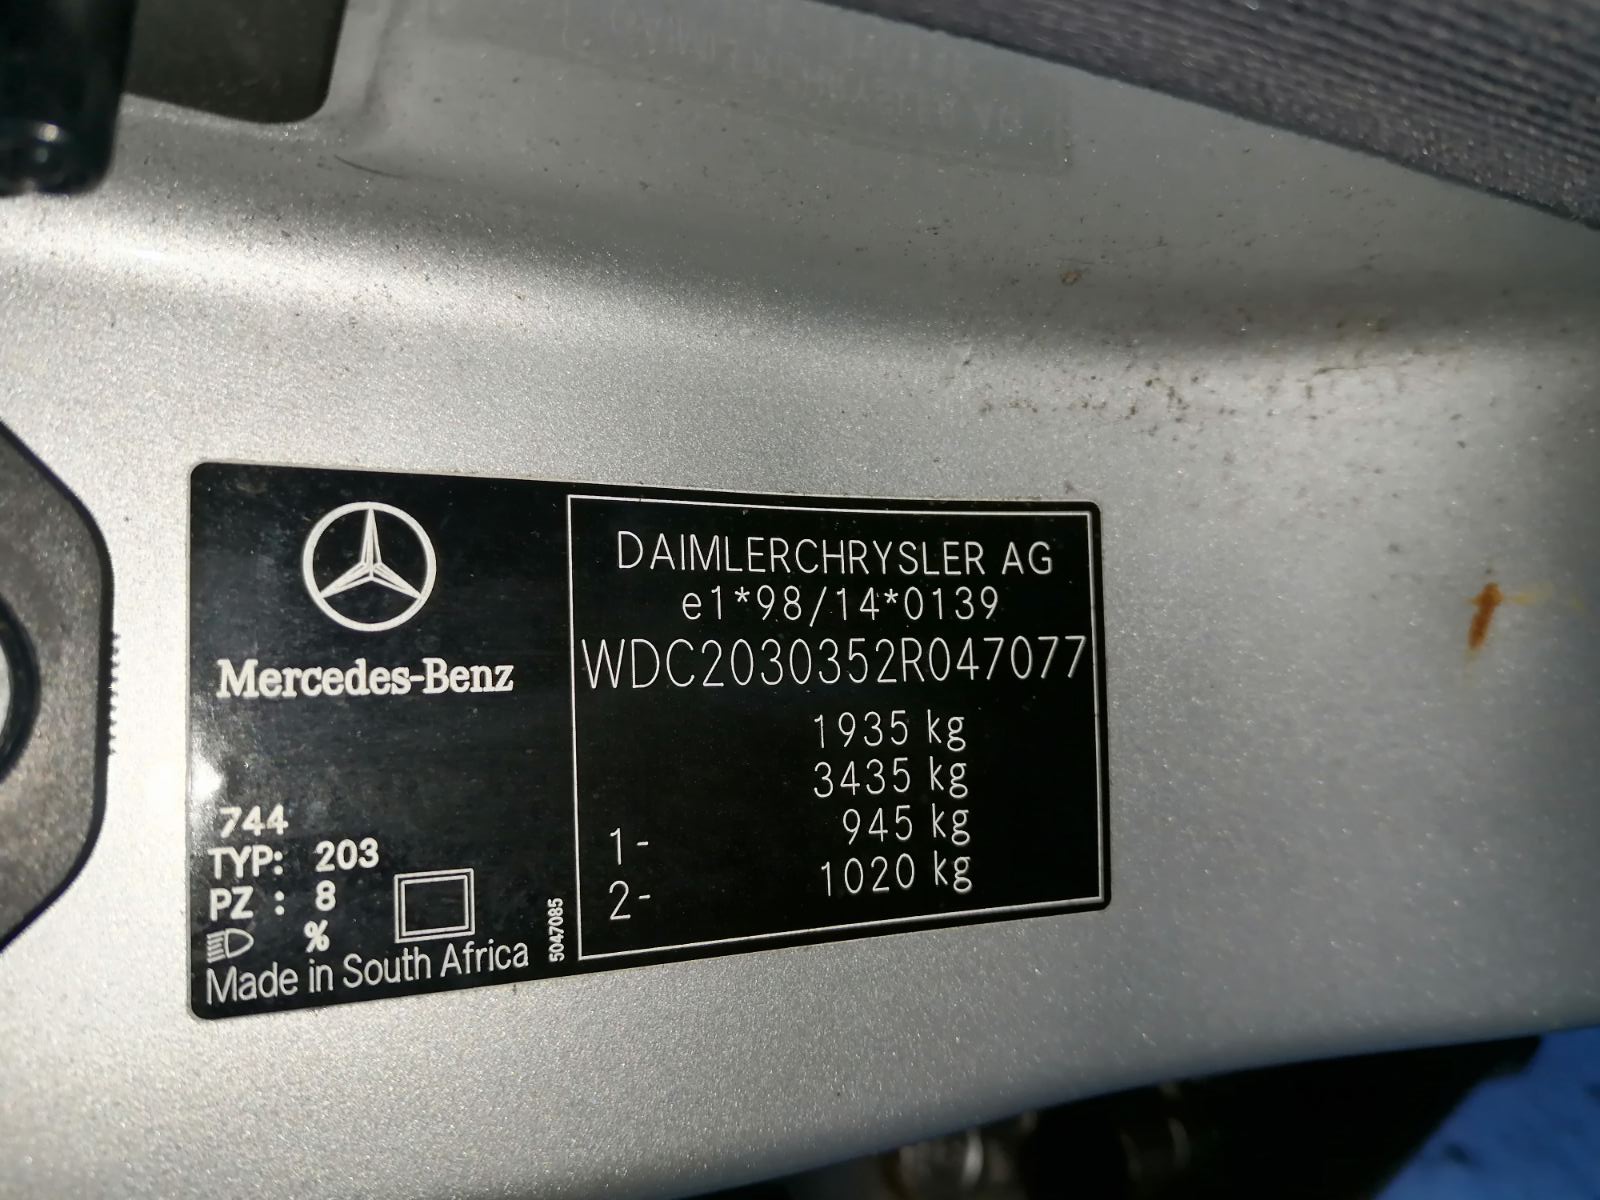 Mercedes-Benz
744
TYP: 203
PZ : 8
%
Made in South Africa
5047085
DAIMLERCHRYSLER AG
e1*98/14*0139
WDC2030352R047077
1935 kg
3435 kg
1- 945 kg
2- 1020 kg